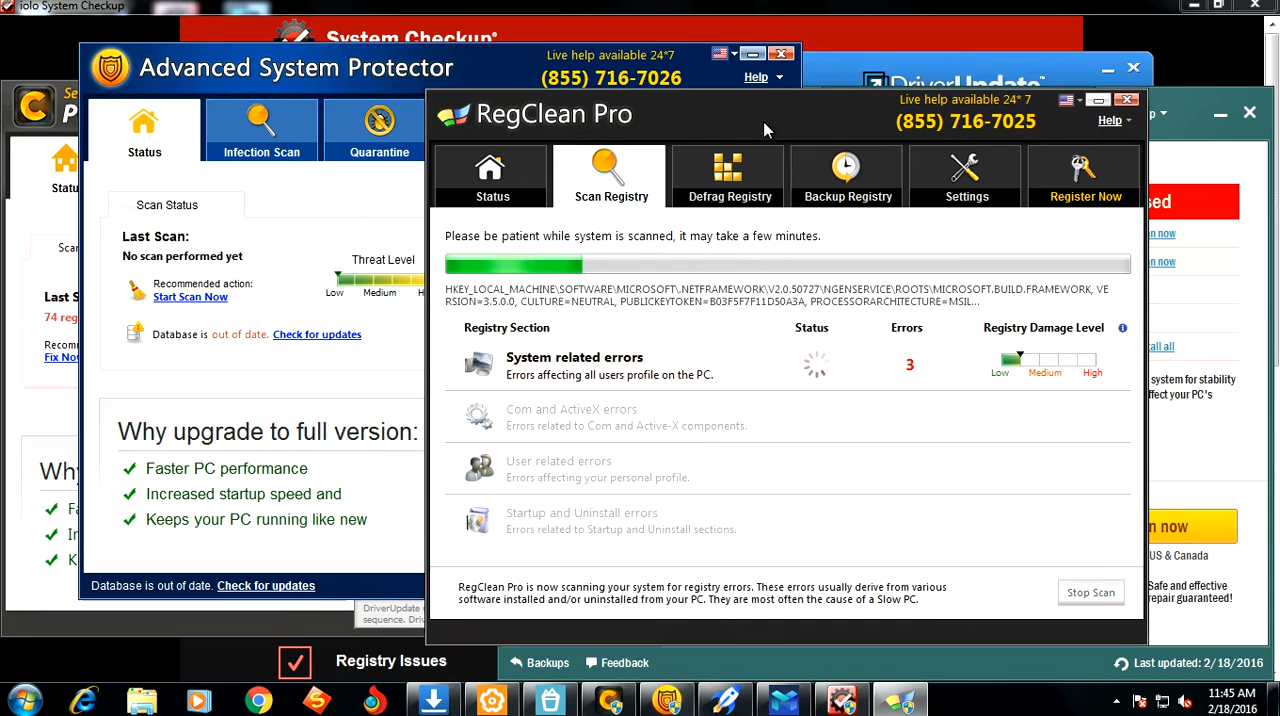 iolo System Checkup
System Checkup®
Advanced System Protector
Live help available 24*7
(855) 716-7026
Help
Status
Infection Scan
Quarantine
Scan Status
Last Scan:
No scan performed yet
Recommended action:
Start Scan Now
Threat Level
Low
Medium
Database is out of date. Check for updates
Why upgrade to full version:
Faster PC performance
Increased startup speed and
Keeps your PC running like new
Database is out of date. Check for updates
DriverUpdate™
RegClean Pro
Live help available 24* 7
(855) 716-7025
Help
Status
Scan Registry
Defrag Registry
Backup Registry
Settings
Register Now
Please be patient while system is scanned, it may take a few minutes.
HKEY_LOCAL_MACHINE\SOFTWARE\MICROSOFT\.NETFRAMEWORK\V2.0.50727\NGENSERVICE\ROOTS\MICROSOFT.BUILD.FRAMEWORK, VE
RSION=3.5.0.0, CULTURE=NEUTRAL, PUBLICKEYTOKEN=B03F5F7F11D50A3A, PROCESSORARCHITECTURE=MSIL...
Registry Section
Status
Errors
Registry Damage Level
System related errors
Errors affecting all users profile on the PC.
3
Low
Medium
High
Com and ActiveX errors
Errors related to Com and Active-X components.
User related errors
Errors affecting your personal profile.
Startup and Uninstall errors
Errors related to Startup and Uninstall sections.
RegClean Pro is now scanning your system for registry errors. These errors usually derive from various
software installed and/or uninstalled from your PC. They are most often the cause of a Slow PC.
Stop Scan
Last S
74 reg
Recom
Fix Now
Why
system for stability
ffect your PC's
US & Canada
Safe and effective
repair guaranteed!
Registry Issues
Backups
Feedback
Last updated: 2/18/2016
11:45 AM
2/18/2016